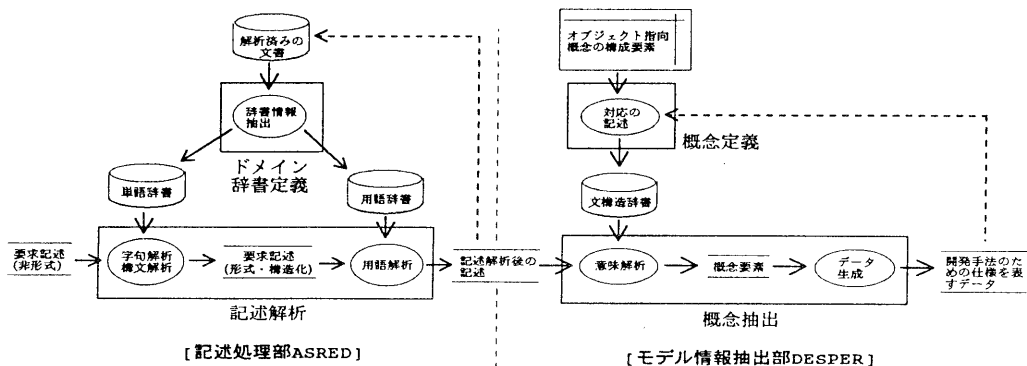 解析済みの
文書
辞書情報
抽出
ドメイン
辞書定義
単語辞書
用語辞書
要求記述
(非形式)
字句解析
構文解析
要求記述
(形式・構造化)
用語解析
記述解析後の
記述
記述解析
[記述処理部ASRED]
オブジェクト指向
概念の構成要素
対応の
記述
概念定義
文構造辞書
意味解析
概念要素
データ
生成
開発手法のた
めの仕様を表
すデータ
概念抽出
[モデル情報抽出部DESPER]